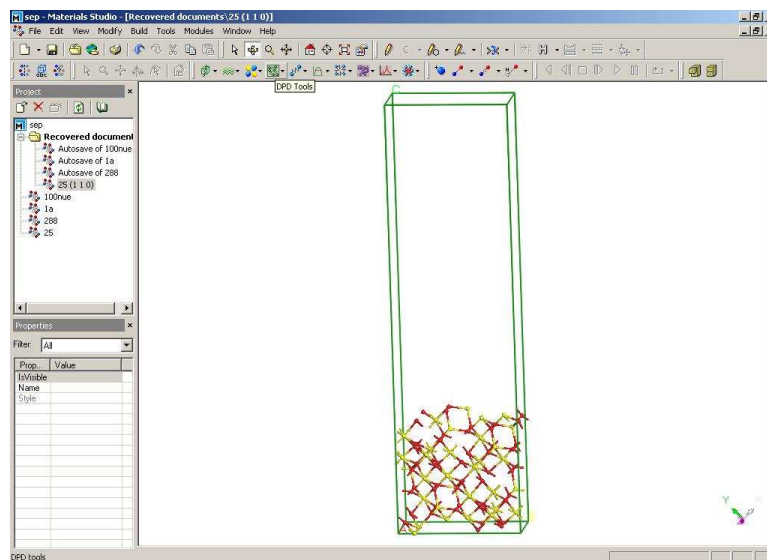 sep - Materials Studio - [Recovered documents\25 (1 1 0)]
File Edit View Modify Build Tools Modules Window Help
DPD Tools
Project
sep
Recovered document
Autosave of 100nue
Autosave of 1a
Autosave of 288
25 (1 1 0)
100nue
1a
288
25
Properties
Filter: All
Prop... Value
IsVisible
Name
Style
C
Y
DPD tools